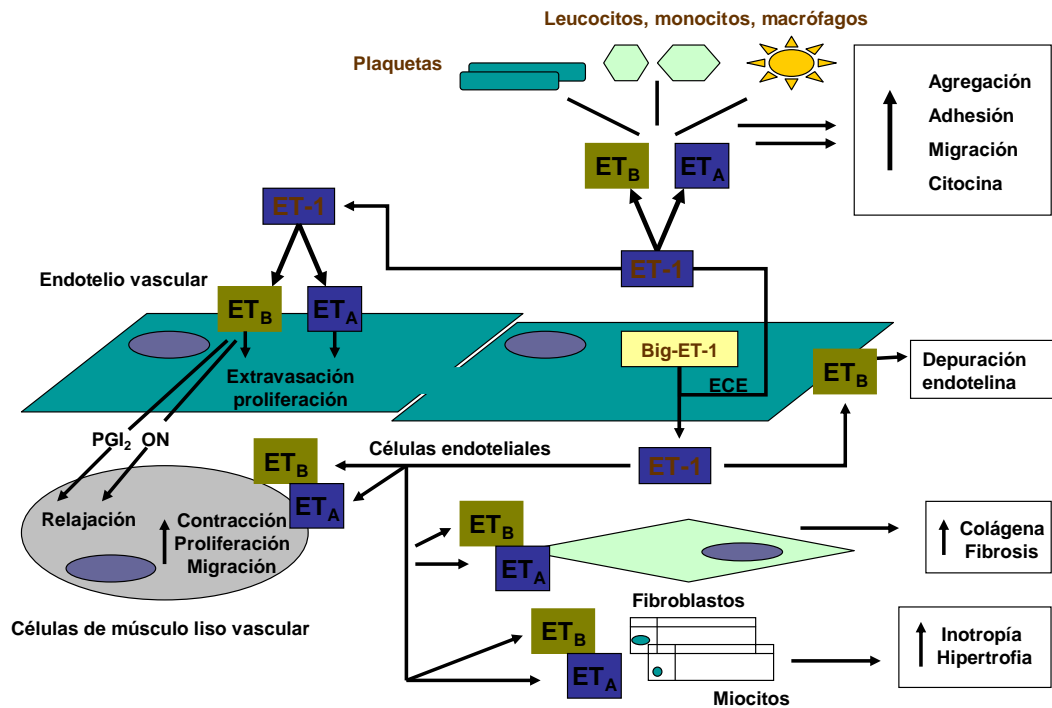 Leucocitos, monocitos, macrófagos
Plaquetas
Agregación
Adhesión
Migración
Citocina
ET_B
ET_A
ET-1
ET-1
Endotelio vascular
ET_B
ET_A
Extravasación
proliferación
Big-ET-1
ECE
ET_B
Depuración
endotelina
PGI₂ ON
Células endoteliales
ET-1
ET_B
ET_A
Relajación
Contracción
Proliferación
Migración
Células de músculo liso vascular
ET_B
ET_A
Fibroblastos
Colágena
Fibrosis
ET_B
ET_A
Miocitos
Inotropía
Hipertrofia